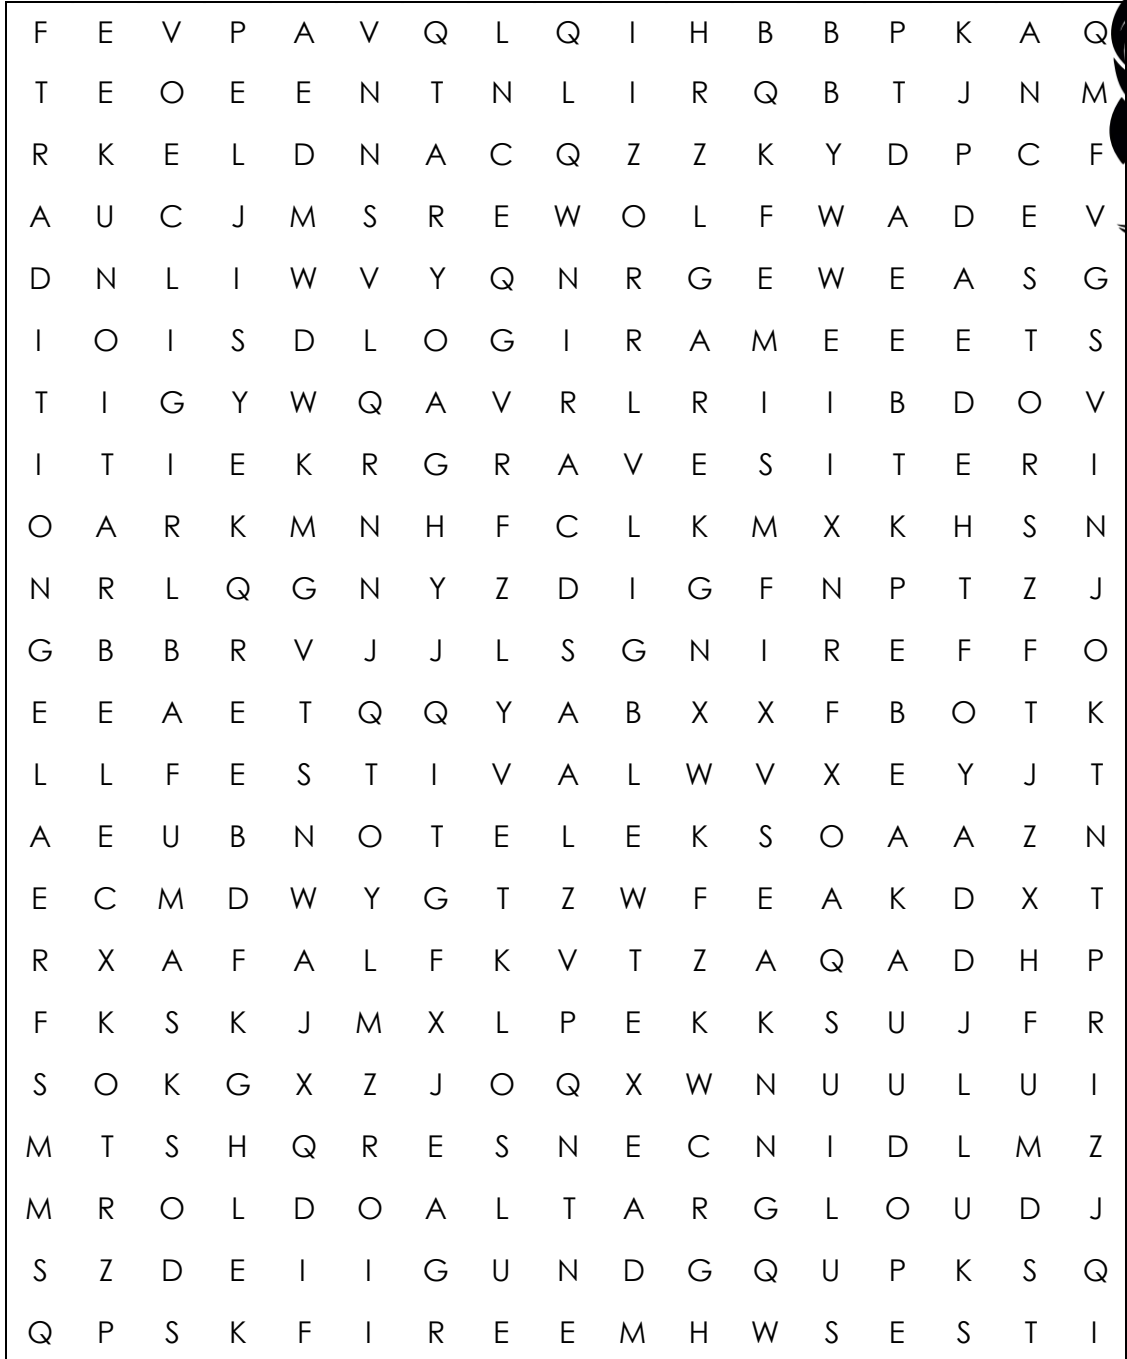 F E V P A V Q L Q I H B B P K A Q
T E O E E N T N L I R Q B T J N M
R K E L D N A C Q Z Z K Y D P C F
A U C J M S R E W O L F W A D E V
D N L I W V Y Q N R G E W E A S G
I O I S D L O G I R A M E E E T S
T I G Y W Q A V R L R I I B D O V
I T I E K R G R A V E S I T E R I
O A R K M N H F C L K M X K H S N
N R L Q G N Y Z D I G F N P T Z J
G B B R V J J L S G N I R E F F O
E E A E T Q Q Y A B X X F B O T K
L L F E S T I V A L W V X E Y J T
A E U B N O T E L E K S O A A Z N
E C M D W Y G T Z W F E A K D X T
R X A F A L F K V T Z A Q A D H P
F K S K J M X L P E K K S U J F R
S O K G X Z J O Q X W N U U L U I
M T S H Q R E S N E C N I D L M Z
M R O L D O A L T A R G L O U D J
S Z D E I I G U N D G Q U P K S Q
Q P S K F I R E E M H W S E S T I